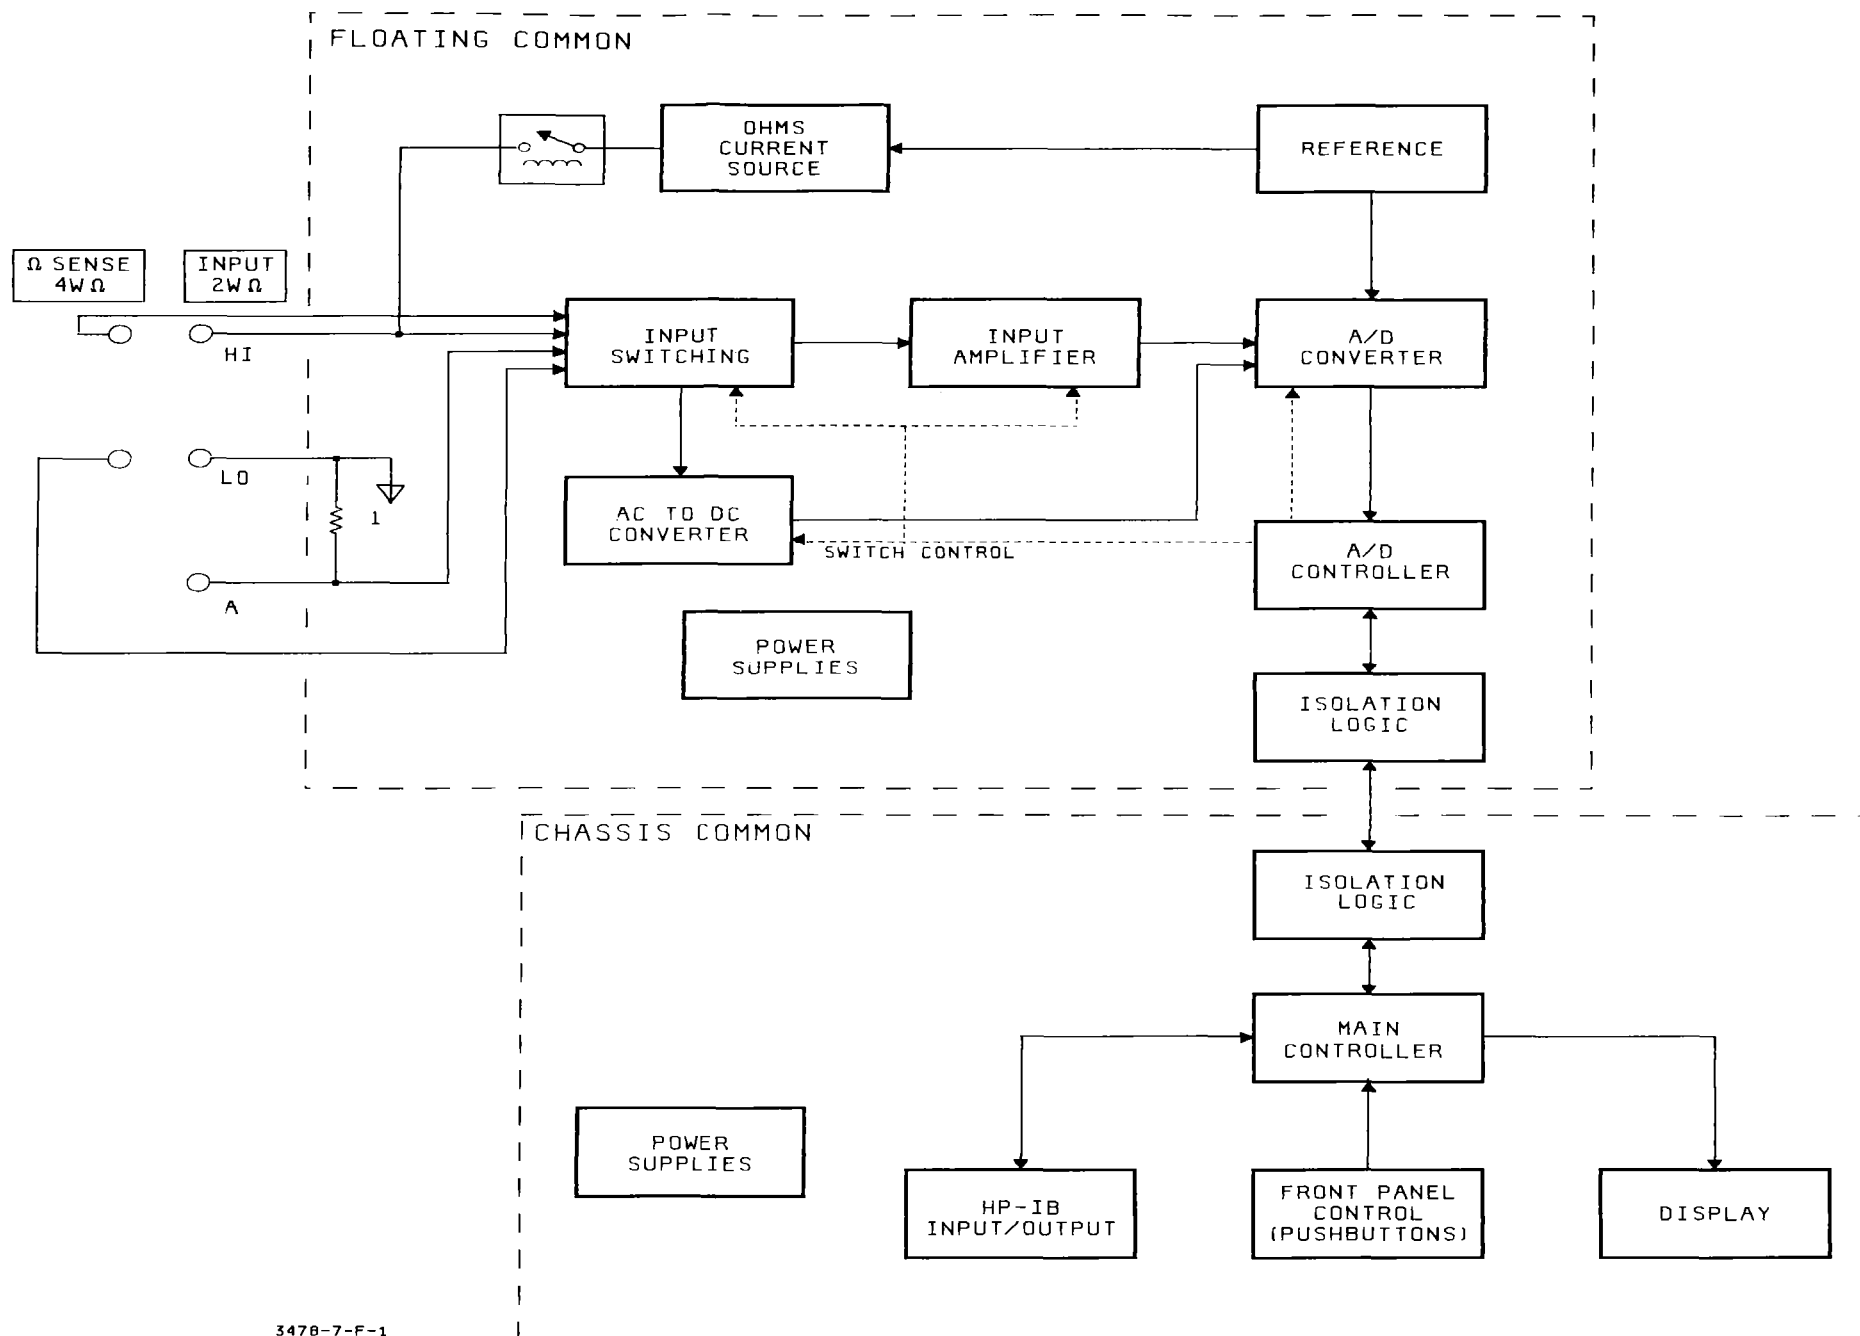 FLOATING COMMON
OHMS
CURRENT
SOURCE
REFERENCE
Ω SENSE
4WΩ
INPUT
2WΩ
HI
INPUT
SWITCHING
INPUT
AMPLIFIER
A/D
CONVERTER
LO
1
A
AC TO DC
CONVERTER
SWITCH CONTROL
A/D
CONTROLLER
POWER
SUPPLIES
ISOLATION
LOGIC
CHASSIS COMMON
ISOLATION
LOGIC
MAIN
CONTROLLER
POWER
SUPPLIES
HP-IB
INPUT/OUTPUT
FRONT PANEL
CONTROL
(PUSHBUTTONS)
DISPLAY
3478-7-F-1